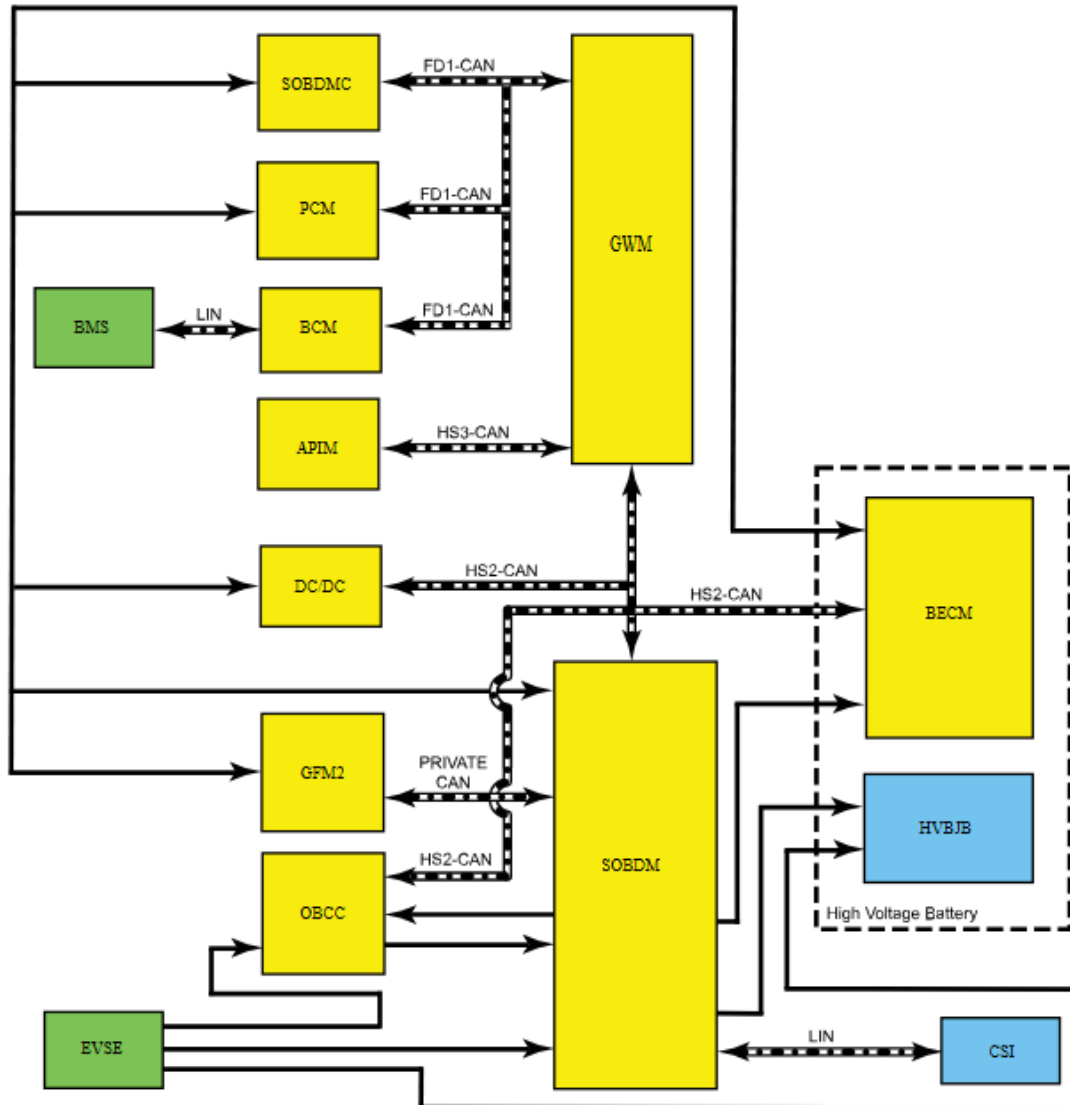 FD1-CAN
SOBDMC
FD1-CAN
PCM
GWM
LIN
FD1-CAN
BMS
BCM
HS3-CAN
APIM
HS2-CAN
DC/DC
HS2-CAN
BECM
PRIVATE
CAN
GFM2
HVBJB
HS2-CAN
SOBDM
OBCC
High Voltage Battery
EVSE
LIN
CSI